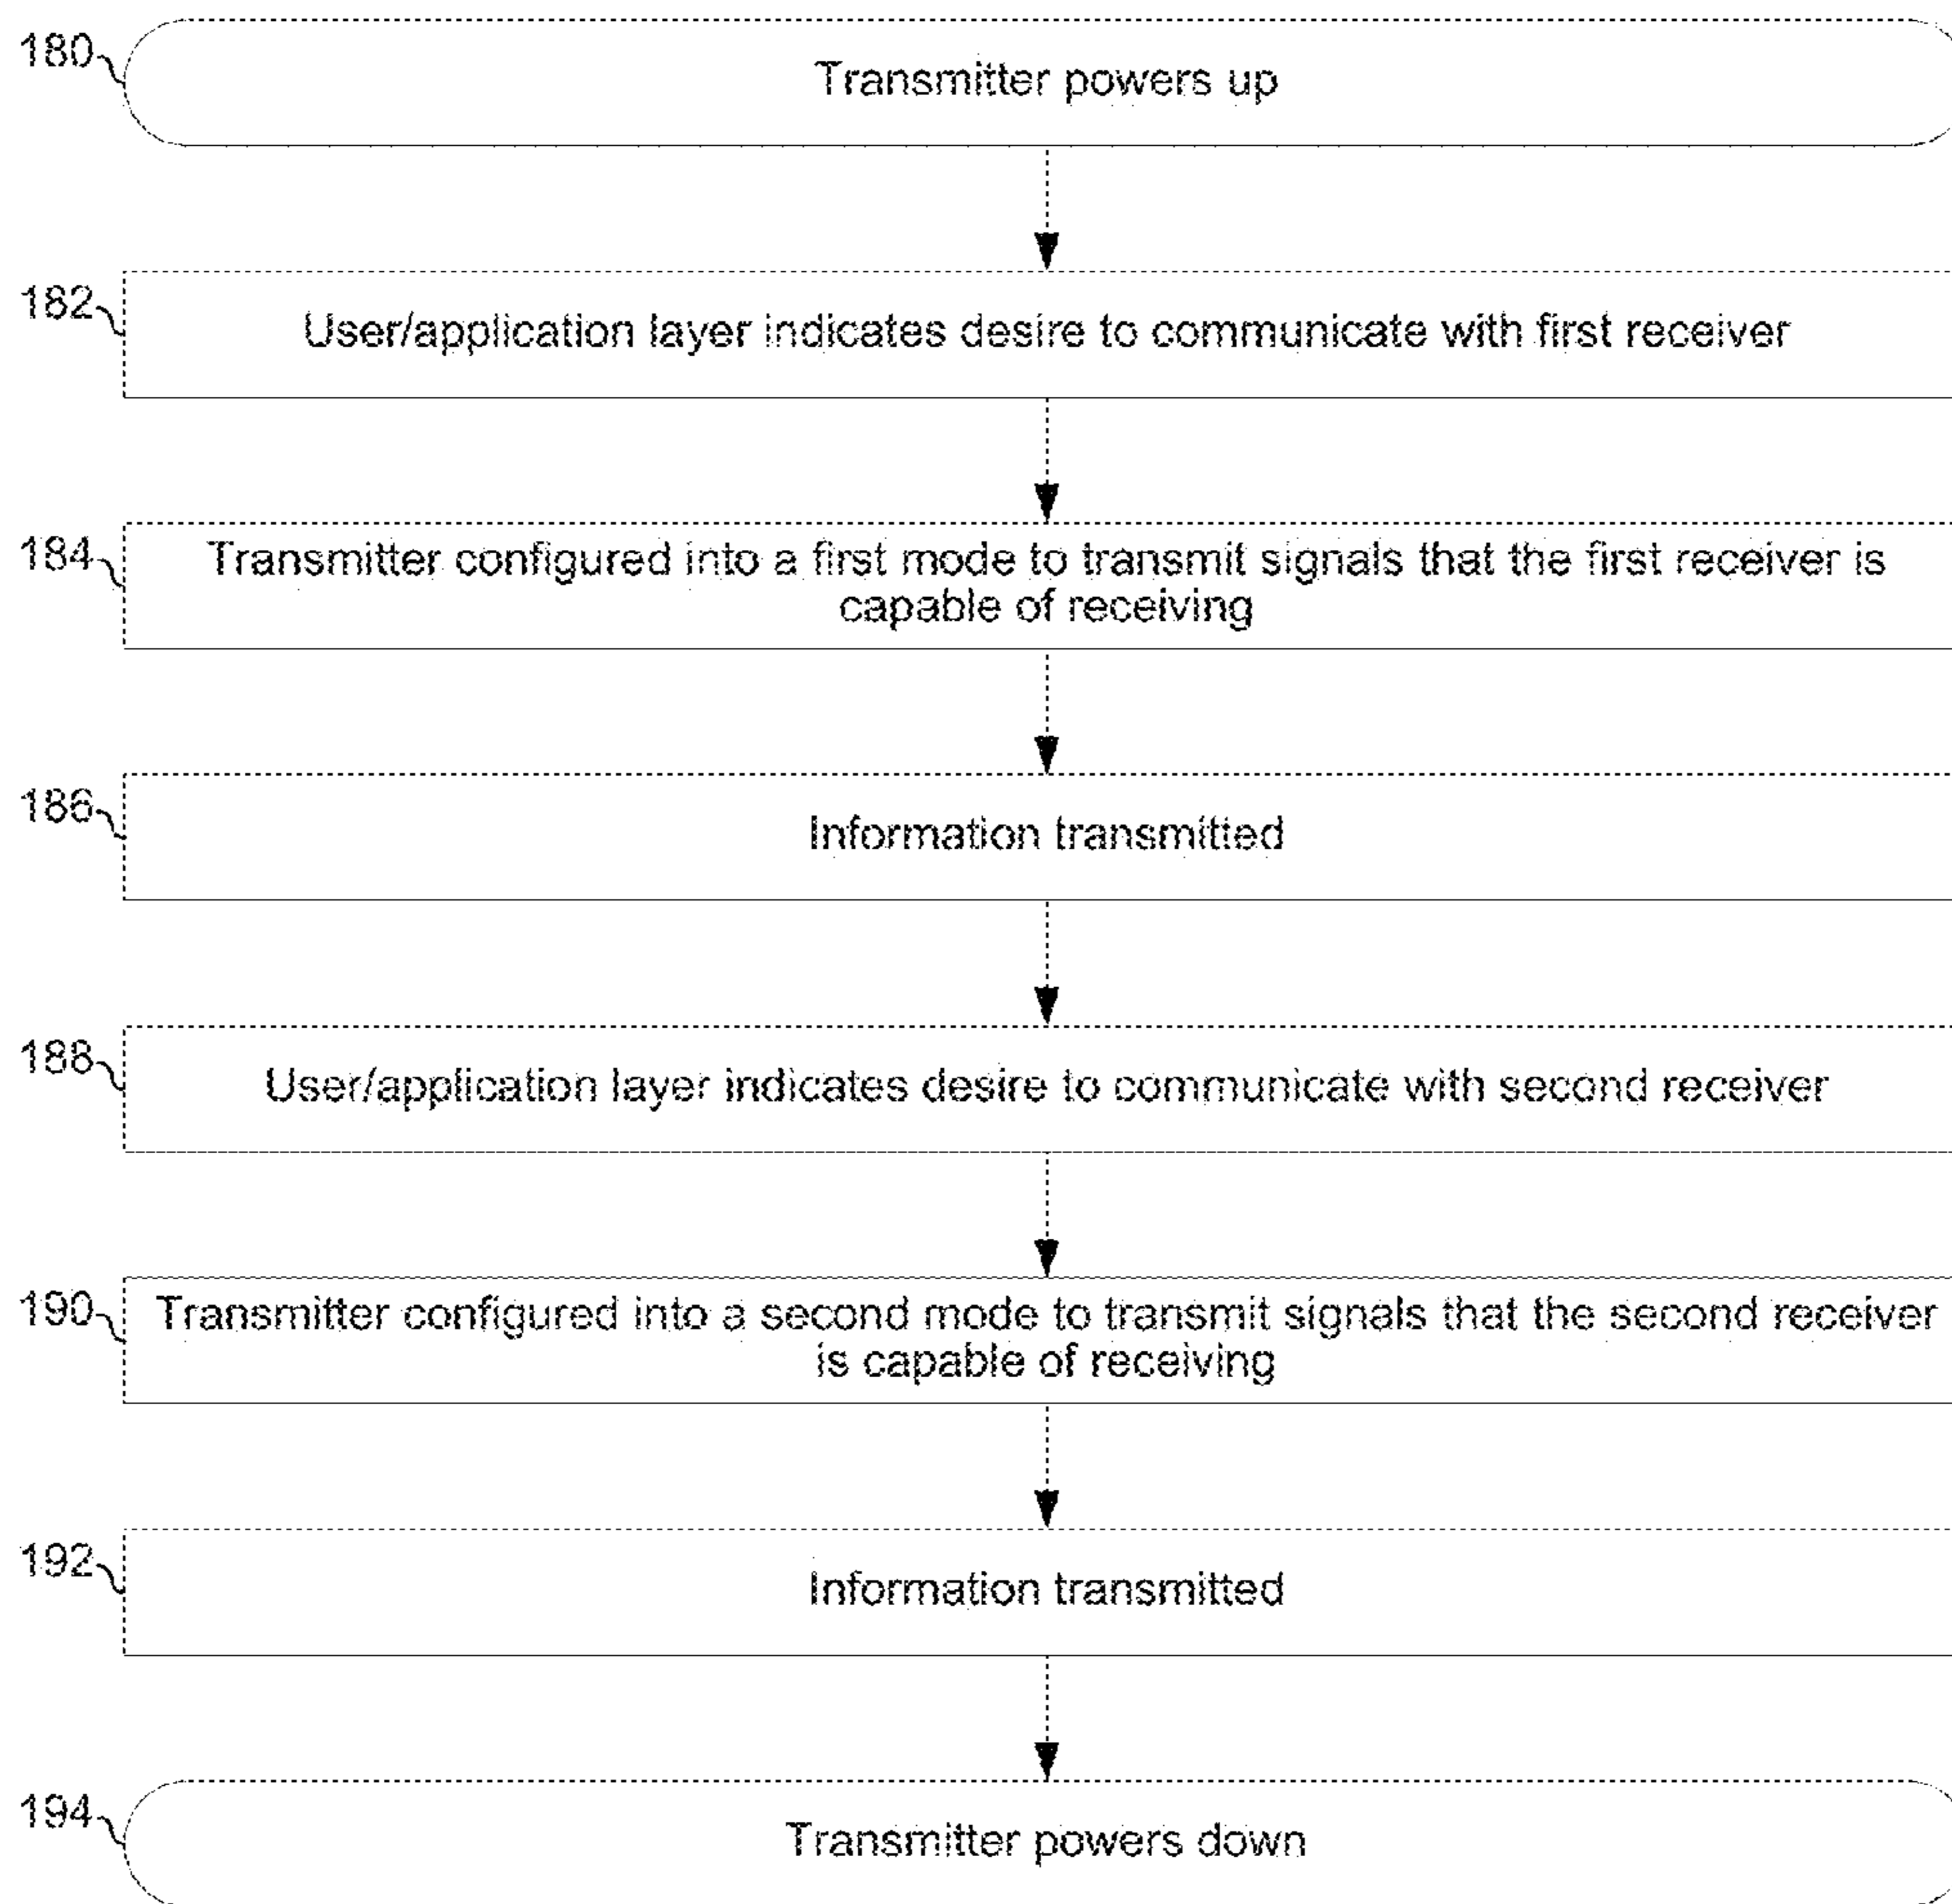 180 Transmitter powers up
182 User/application layer indicates desire to communicate with first receiver
184 Transmitter configured into a first mode to transmit signals that the first receiver is
capable of receiving
186 Information transmitted
188 User/application layer indicates desire to communicate with second receiver
190 Transmitter configured into a second mode to transmit signals that the second receiver
is capable of receiving
192 Information transmitted
194 Transmitter powers down